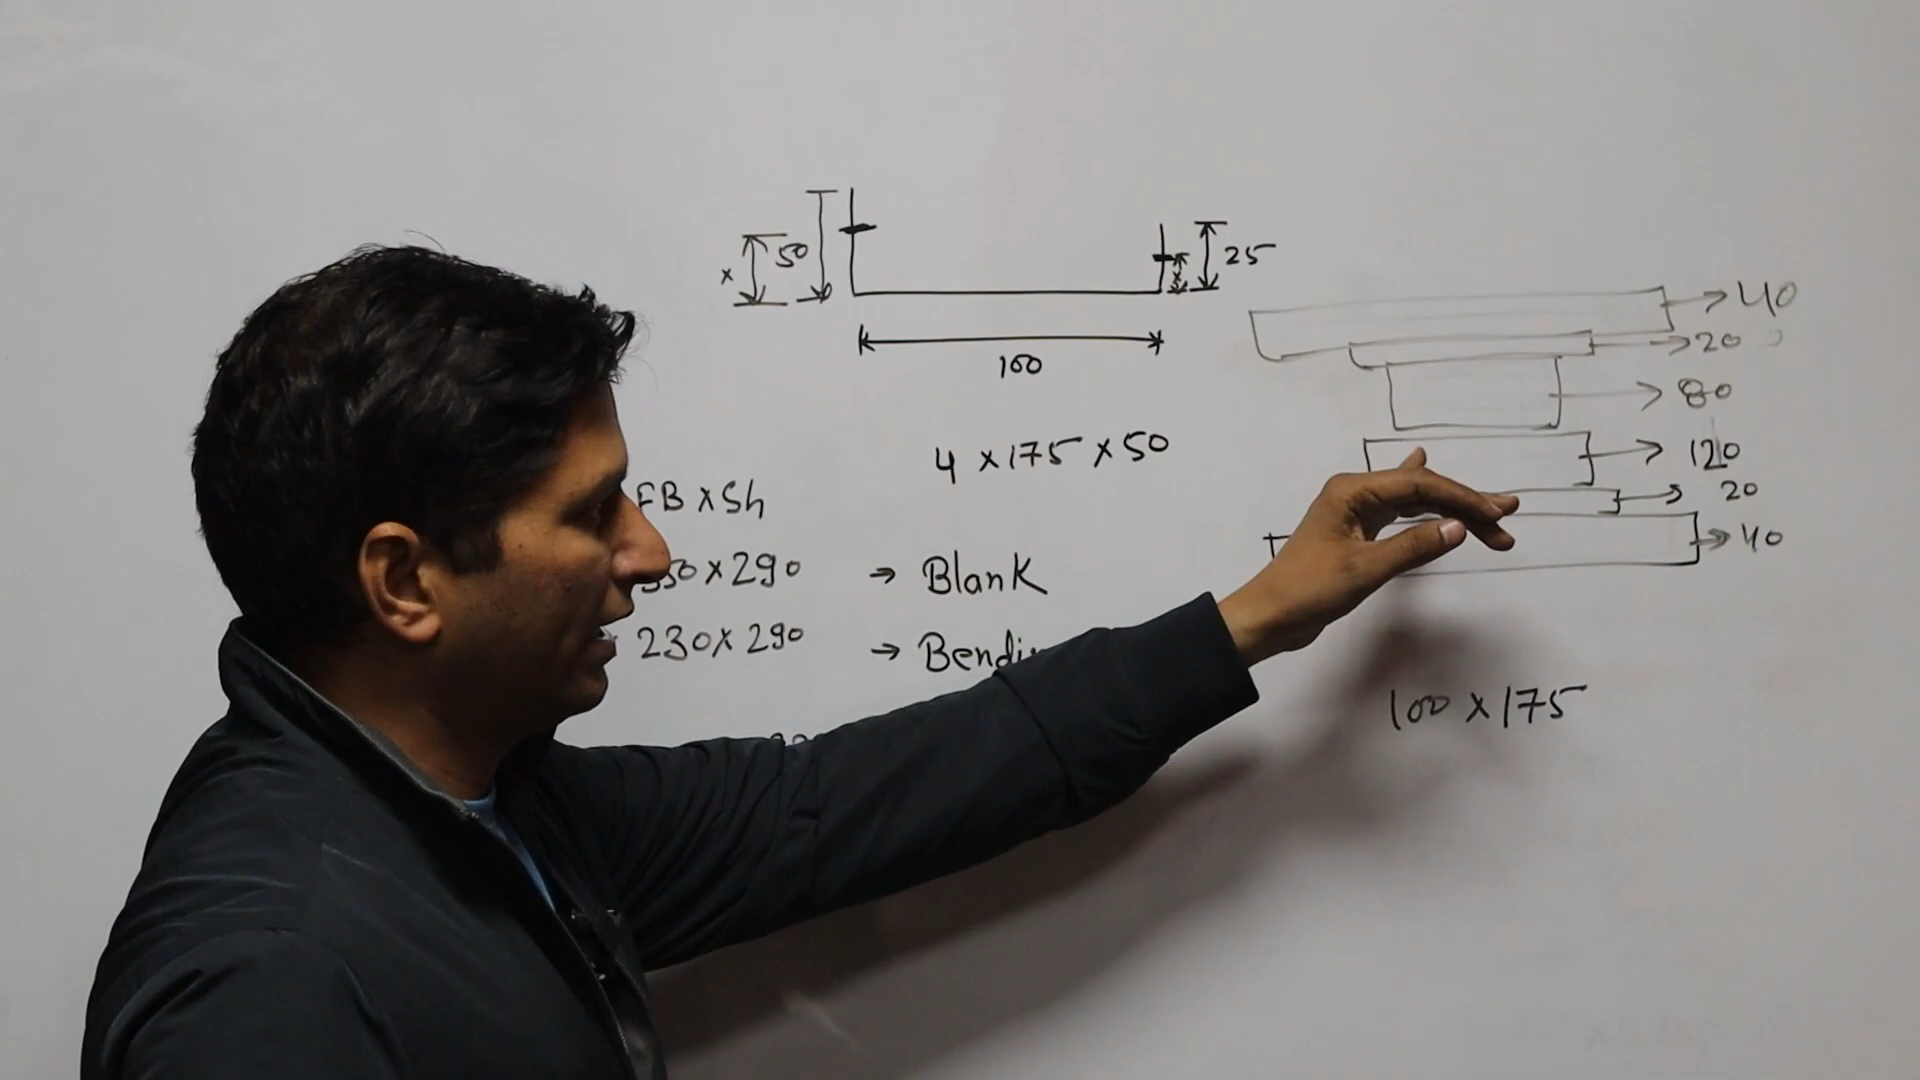 x
50
x
25
100
40
20
80
120
20
40
4 x 175 x 50
FB x Sh
350 x 290 → Blank
230 x 290 → Bendi
100 x 175